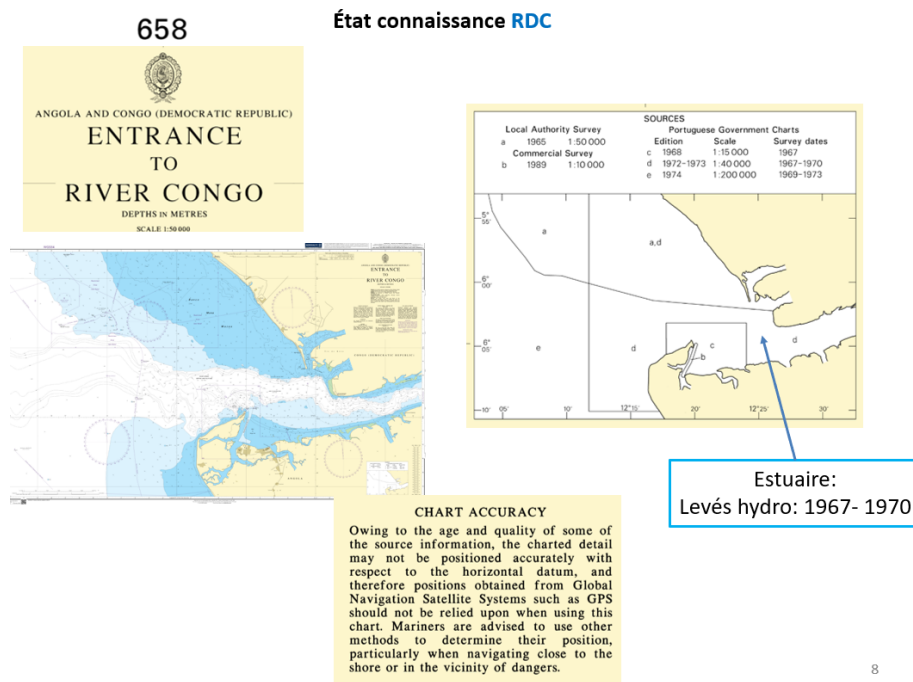 État connaissance RDC
658
ANGOLA AND CONGO (DEMOCRATIC REPUBLIC)
ENTRANCE
TO
RIVER CONGO
DEPTHS IN METRES
SCALE 1:50 000
ENTRANCE
TO
RIVER CONGO
ANGOLA
SOURCES
Local Authority Survey
a 1965 1:50 000
Commercial Survey
b 1989 1:10 000
Portuguese Government Charts
Edition Scale Survey dates
c 1968 1:15 000 1967
d 1972-1973 1:40 000 1967-1970
e 1974 1:200 000 1969-1973
5°
55'
a
a,d
6°
00'
6°
05'
e
d
c
b
d
10'
05'
10'
12°15'
20'
12°25'
30'
Estuaire:
Levés hydro: 1967- 1970
CHART ACCURACY
Owing to the age and quality of some of
the source information, the charted detail
may not be positioned accurately with
respect to the horizontal datum, and
therefore positions obtained from Global
Navigation Satellite Systems such as GPS
should not be relied upon when using this
chart. Mariners are advised to use other
methods to determine their position,
particularly when navigating close to the
shore or in the vicinity of dangers.
8